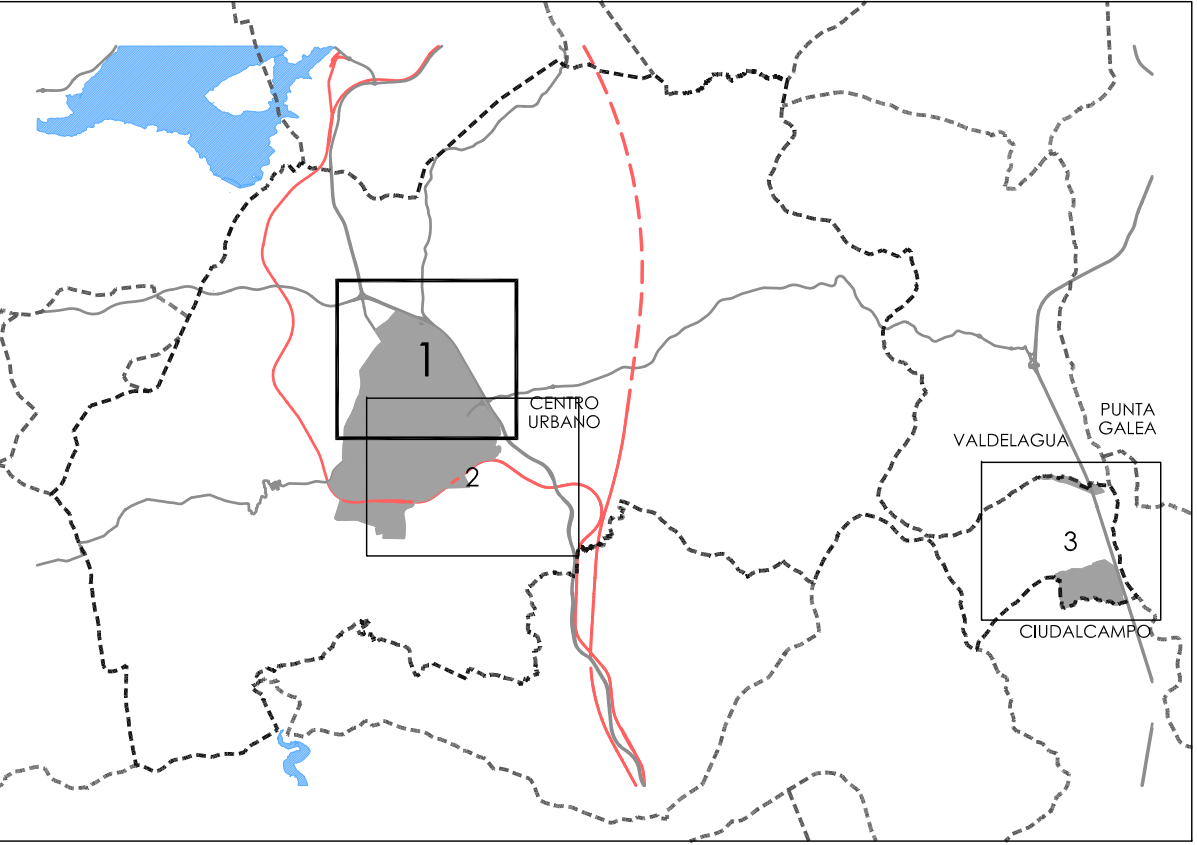 1
CENTRO
URBANO
2
PUNTA
GALEA
VALDELAGUA
3
CIUDALCAMPO